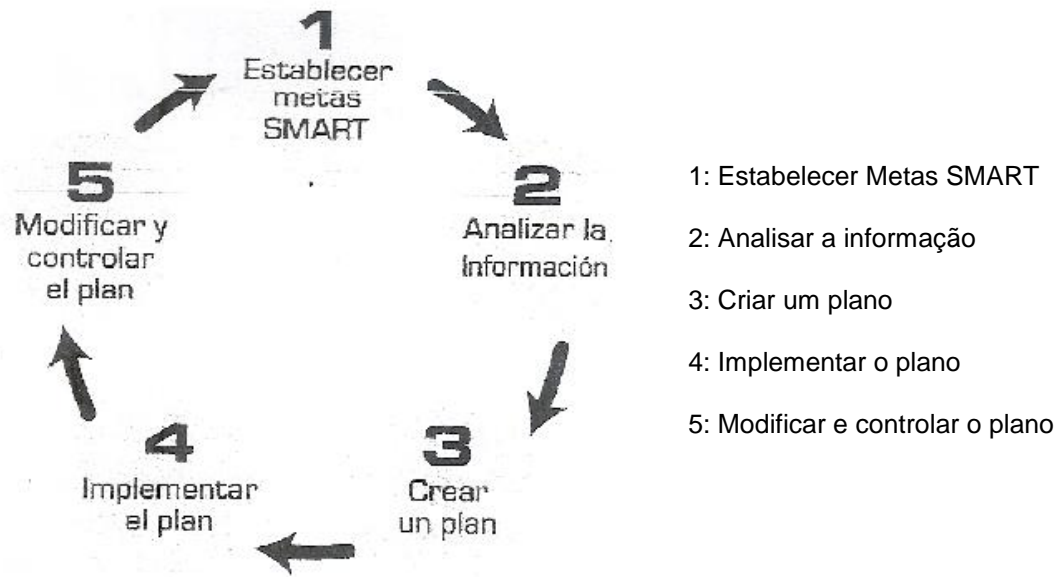 1
Establecer
metas
SMART
2
Analizar la
Información
3
Crear
un plan
4
Implementar
el plan
5
Modificar y
controlar
el plan
1: Estabelecer Metas SMART
2: Analisar a informação
3: Criar um plano
4: Implementar o plano
5: Modificar e controlar o plano